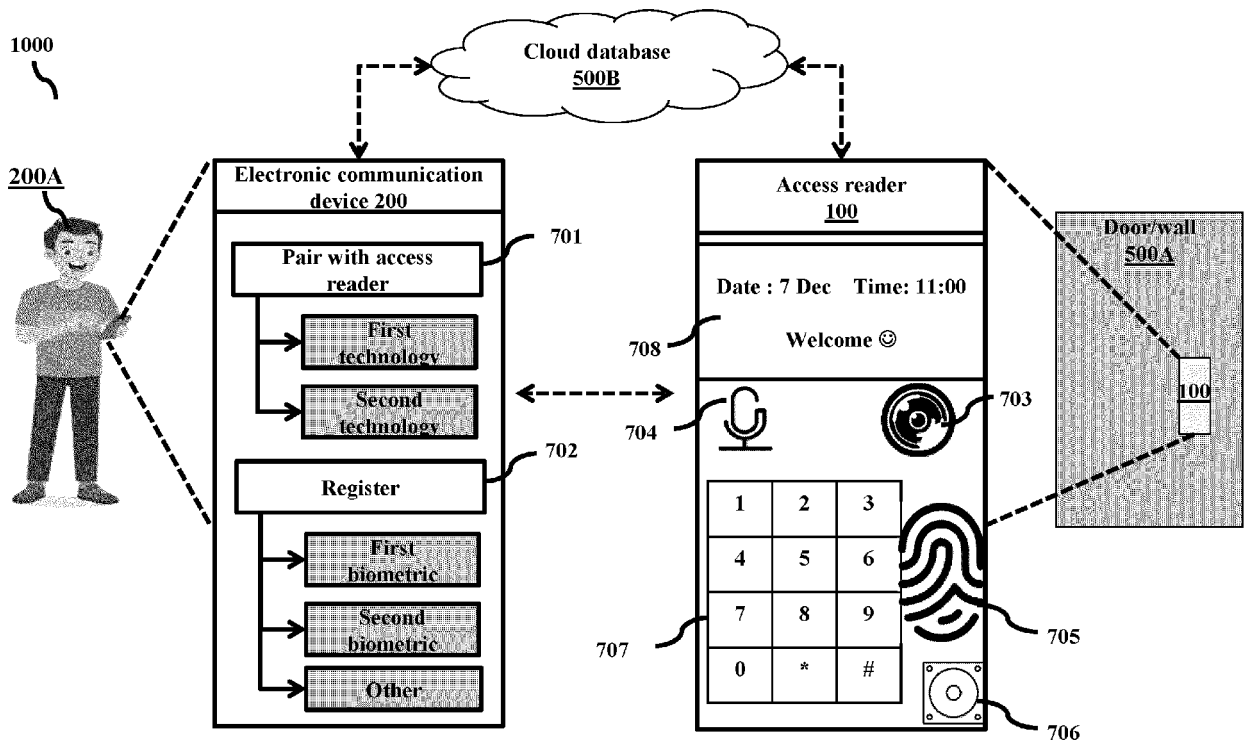 1000
Cloud database
500B
200A
Electronic communication
device 200
701
Pair with access
reader
First
technology
Second
technology
702
Register
First
biometric
Second
biometric
Other
Access reader
100
Date : 7 Dec Time: 11:00
Welcome ☺
708
704
703
1 2 3
4 5 6
7 8 9
0 * #
707
705
706
Door/wall
500A
100